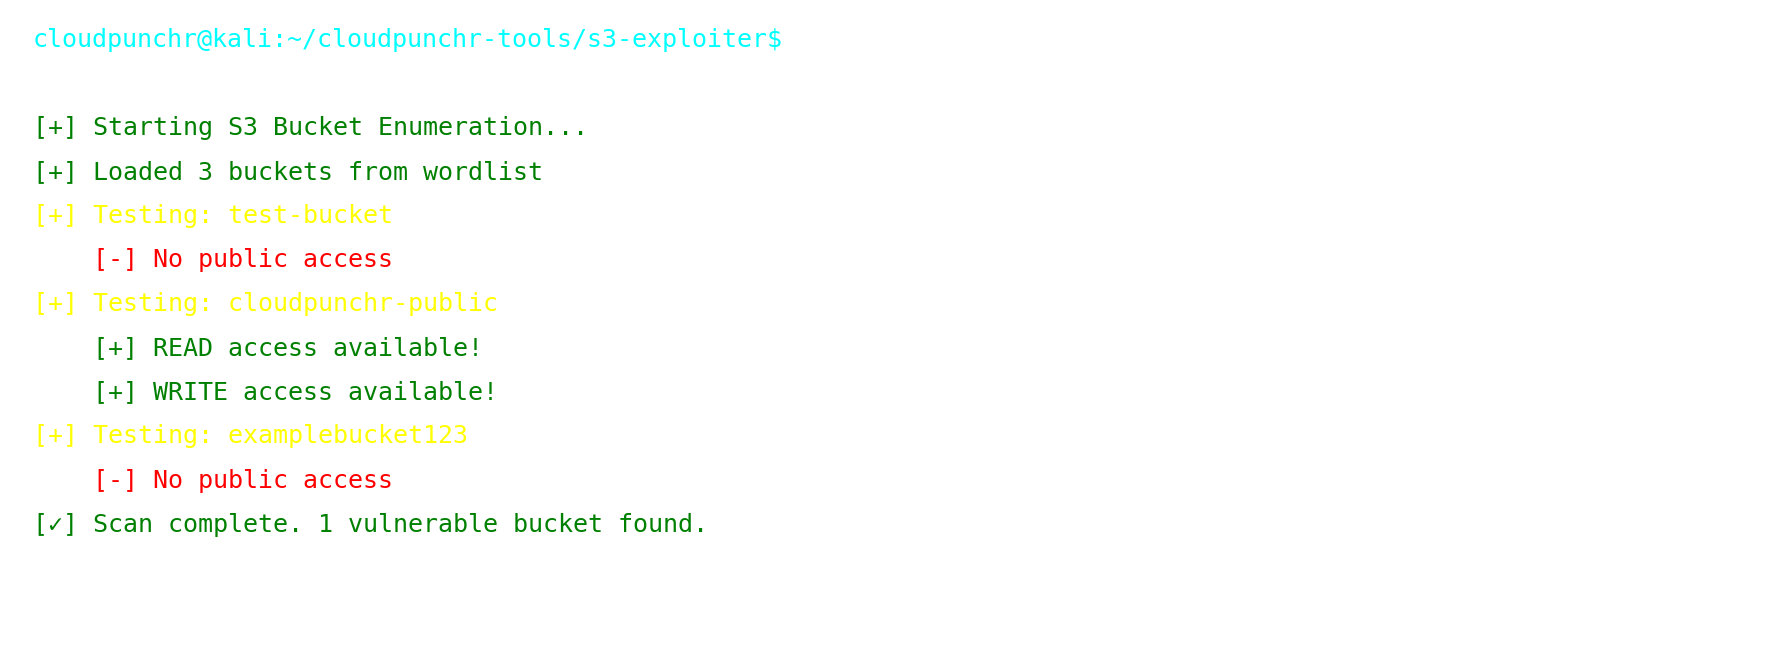 cloudpunchr@kali:~/cloudpunchr-tools/s3-exploiter$
[+] Starting S3 Bucket Enumeration...
[+] Loaded 3 buckets from wordlist
[+] Testing: test-bucket
    [-] No public access
[+] Testing: cloudpunchr-public
    [+] READ access available!
    [+] WRITE access available!
[+] Testing: examplebucket123
    [-] No public access
[✓] Scan complete. 1 vulnerable bucket found.